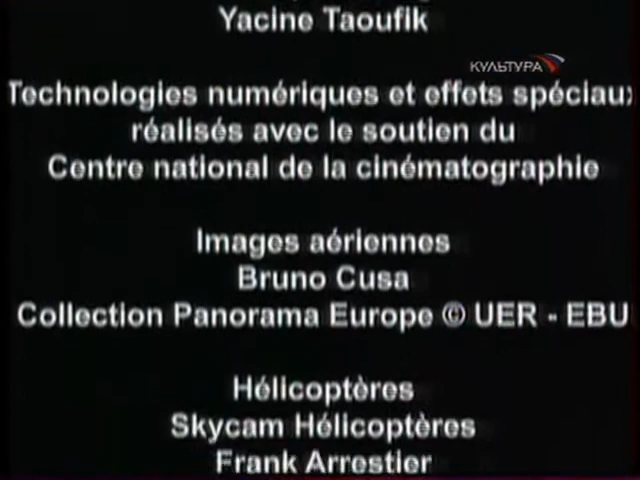 Yacine Taoufik
КУЛЬТУРА
Technologies numériques et effets spéciaux
réalisés avec le soutien du
Centre national de la cinématographie
Images aériennes
Bruno Cusa
Collection Panorama Europe © UER - EBU
Hélicoptères
Skycam Hélicoptères
Frank Arrestier